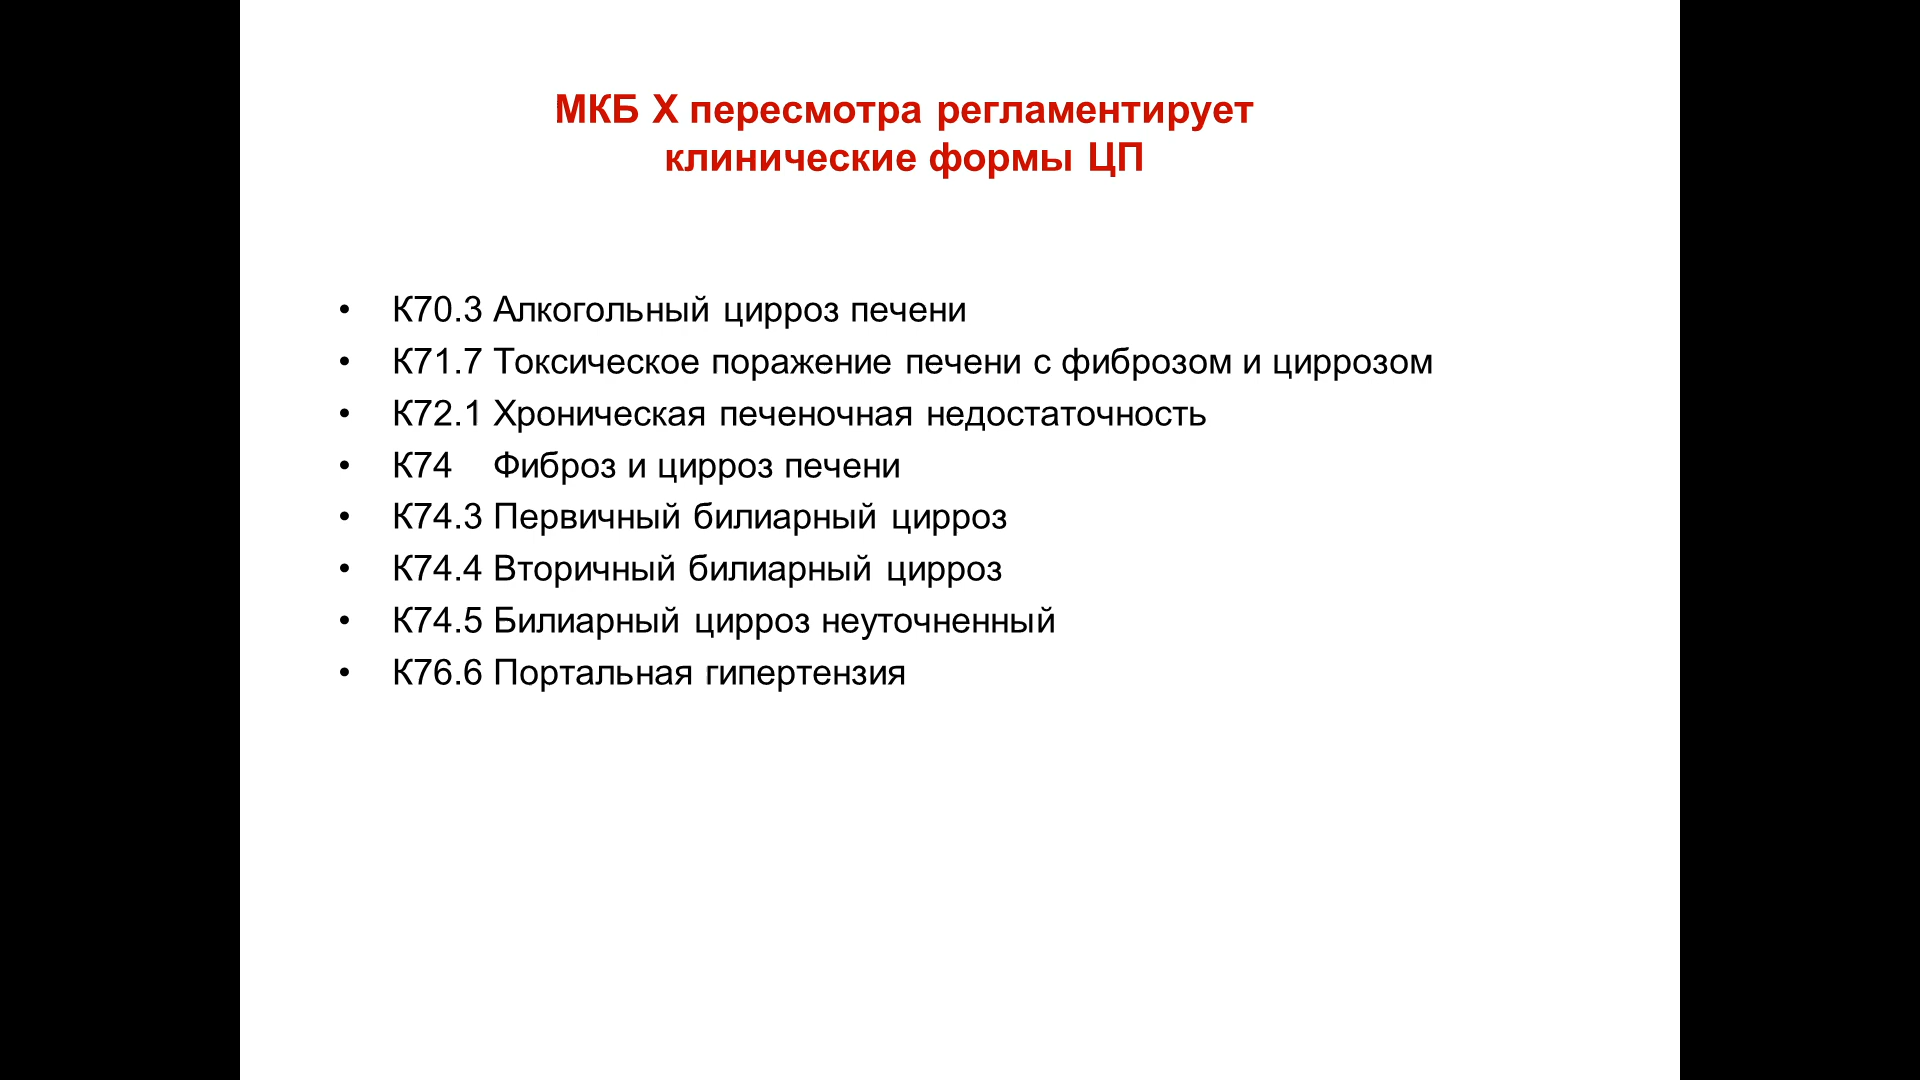 МКБ X пересмотра регламентирует
клинические формы ЦП
• К70.3 Алкогольный цирроз печени
• К71.7 Токсическое поражение печени с фиброзом и циррозом
• К72.1 Хроническая печеночная недостаточность
• К74 Фиброз и цирроз печени
• К74.3 Первичный билиарный цирроз
• К74.4 Вторичный билиарный цирроз
• К74.5 Билиарный цирроз неуточненный
• К76.6 Портальная гипертензия